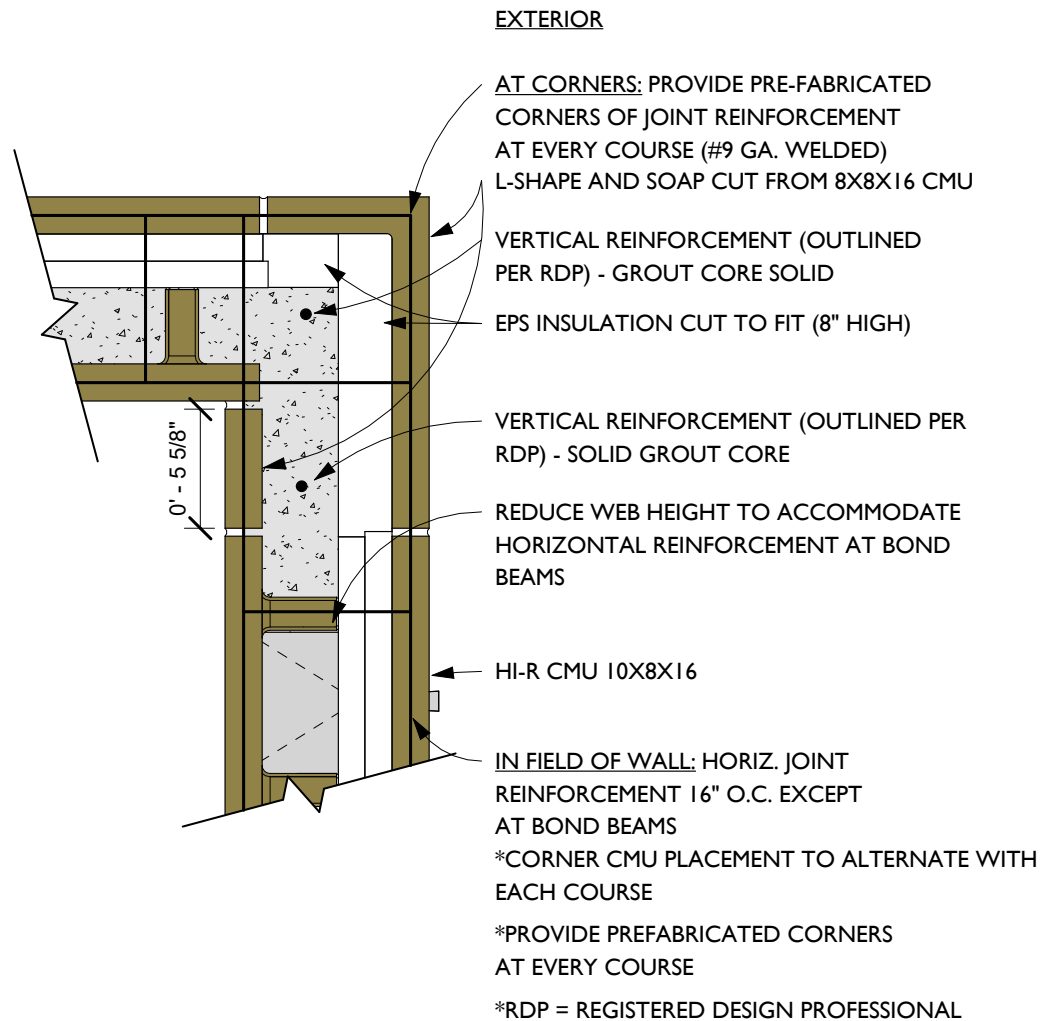 EXTERIOR
AT CORNERS: PROVIDE PRE-FABRICATED
CORNERS OF JOINT REINFORCEMENT
AT EVERY COURSE (#9 GA. WELDED)
L-SHAPE AND SOAP CUT FROM 8X8X16 CMU
VERTICAL REINFORCEMENT (OUTLINED
PER RDP) - GROUT CORE SOLID
EPS INSULATION CUT TO FIT (8" HIGH)
VERTICAL REINFORCEMENT (OUTLINED PER
RDP) - SOLID GROUT CORE
0' - 5 5/8"
REDUCE WEB HEIGHT TO ACCOMMODATE
HORIZONTAL REINFORCEMENT AT BOND
BEAMS
HI-R CMU 10X8X16
IN FIELD OF WALL: HORIZ. JOINT
REINFORCEMENT 16" O.C. EXCEPT
AT BOND BEAMS
*CORNER CMU PLACEMENT TO ALTERNATE WITH
EACH COURSE
*PROVIDE PREFABRICATED CORNERS
AT EVERY COURSE
*RDP = REGISTERED DESIGN PROFESSIONAL